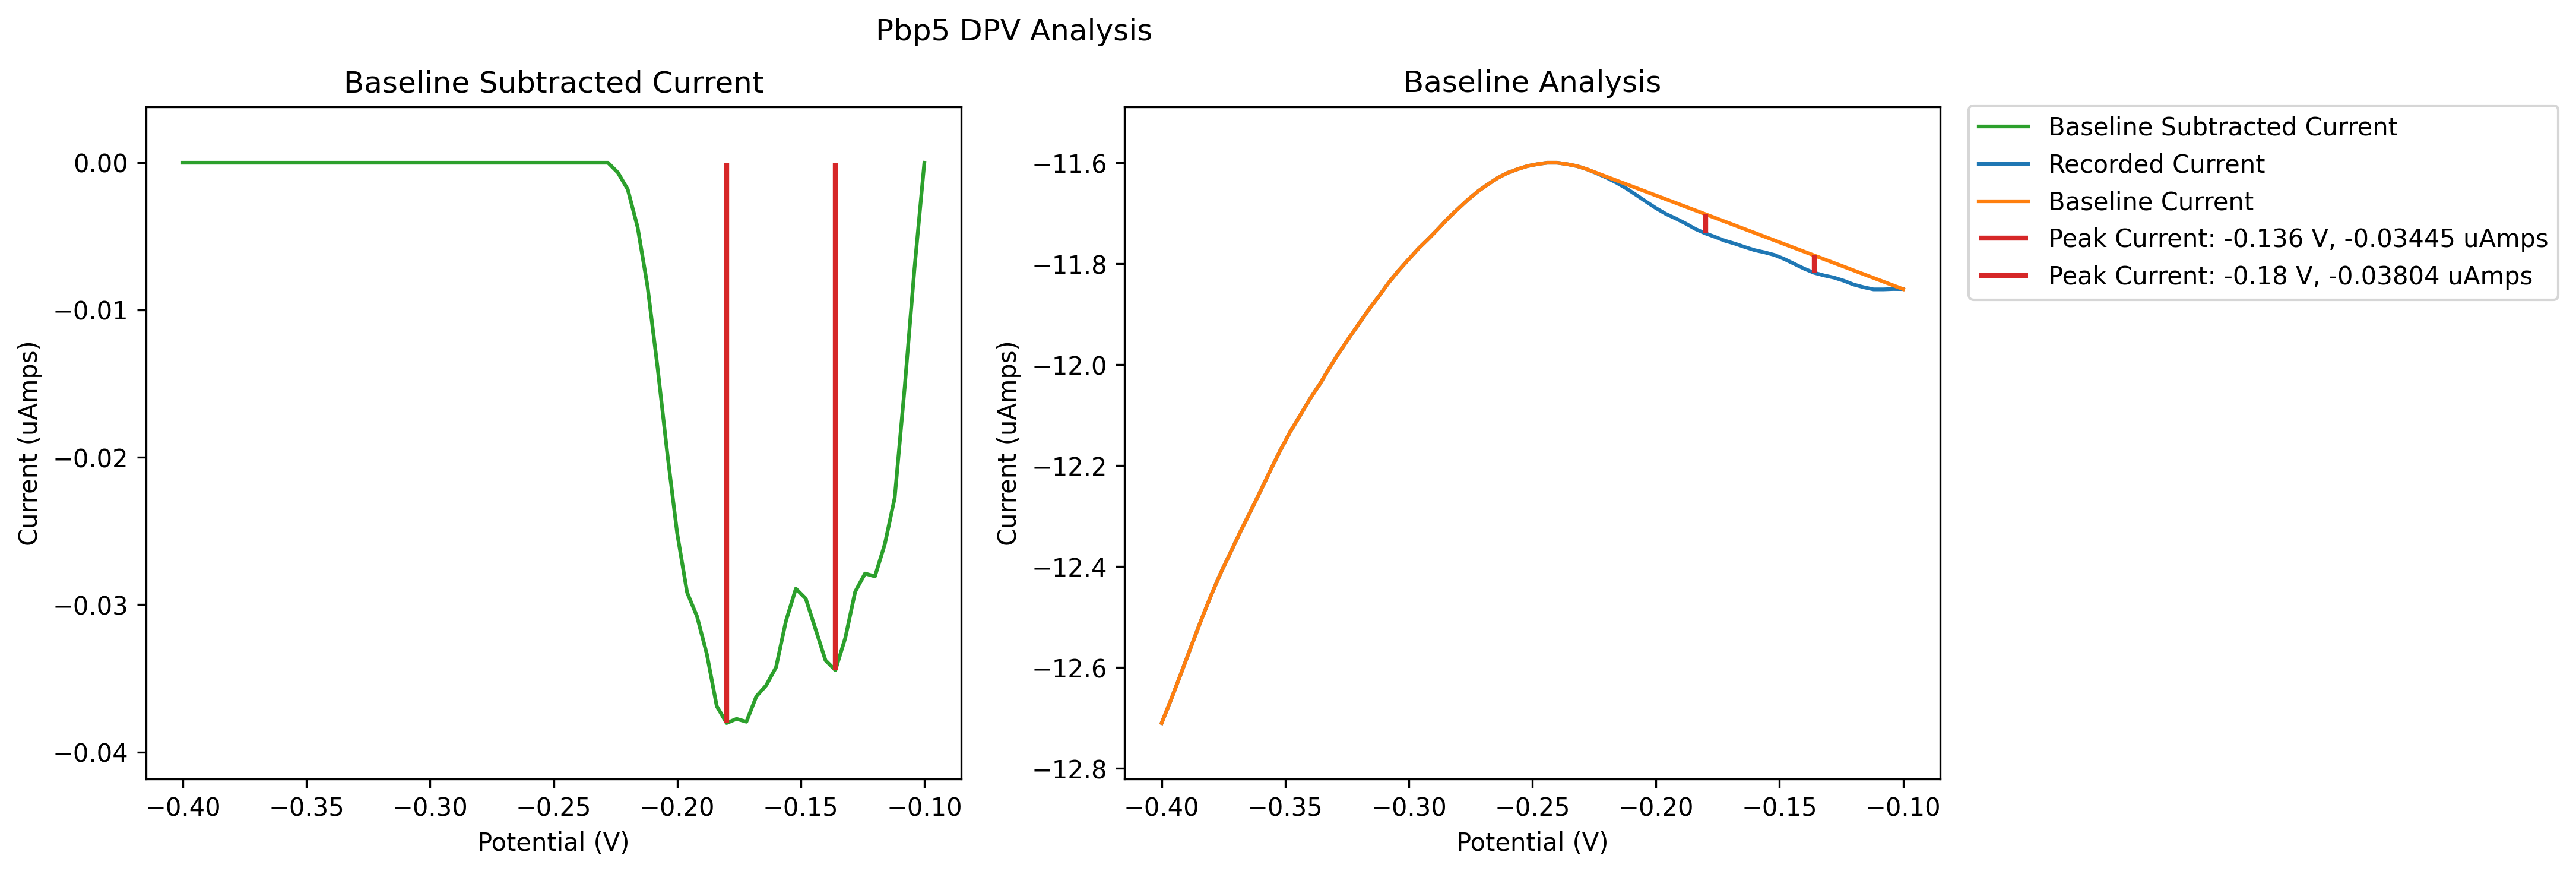 Pbp5 DPV Analysis
Baseline Subtracted Current
Current (uAmps)
0.00
−0.01
−0.02
−0.03
−0.04
−0.40 −0.35 −0.30 −0.25 −0.20 −0.15 −0.10
Potential (V)
Baseline Analysis
Current (uAmps)
−11.6
−11.8
−12.0
−12.2
−12.4
−12.6
−12.8
−0.40 −0.35 −0.30 −0.25 −0.20 −0.15 −0.10
Potential (V)
Baseline Subtracted Current
Recorded Current
Baseline Current
Peak Current: -0.136 V, -0.03445 uAmps
Peak Current: -0.18 V, -0.03804 uAmps